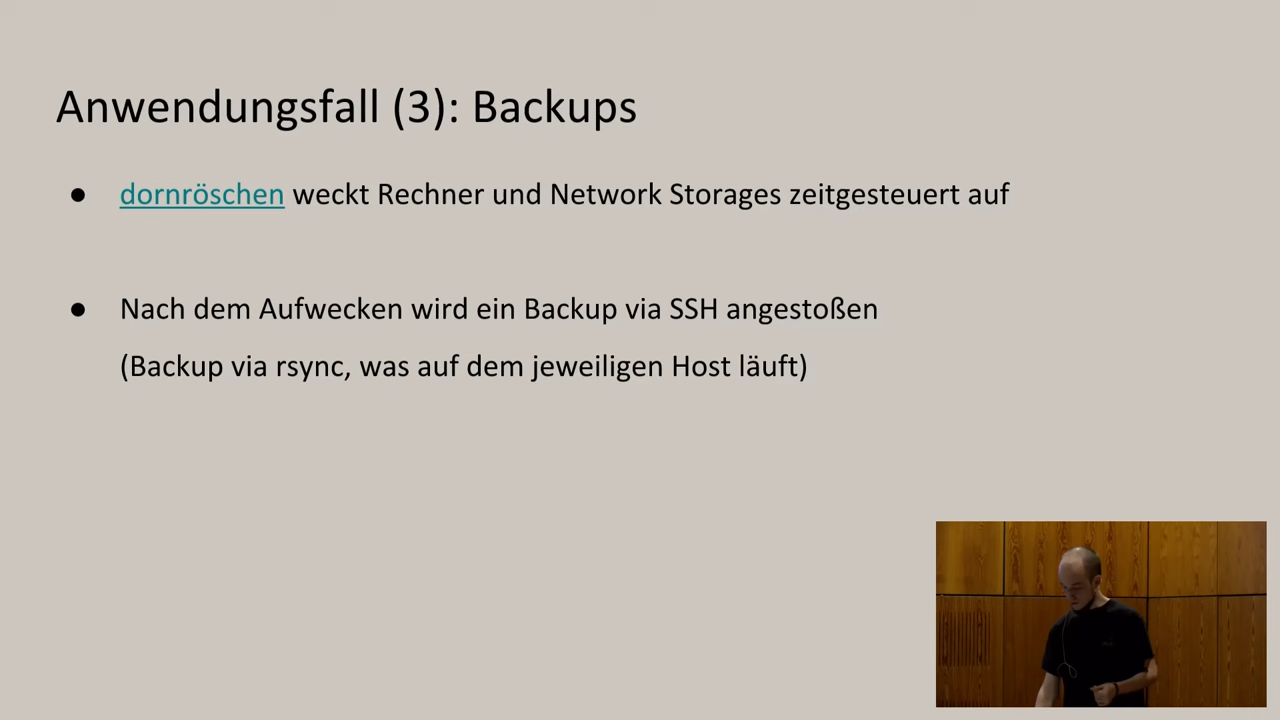 Anwendungsfall (3): Backups
● dornröschen weckt Rechner und Network Storages zeitgesteuert auf
● Nach dem Aufwecken wird ein Backup via SSH angestoßen
(Backup via rsync, was auf dem jeweiligen Host läuft)